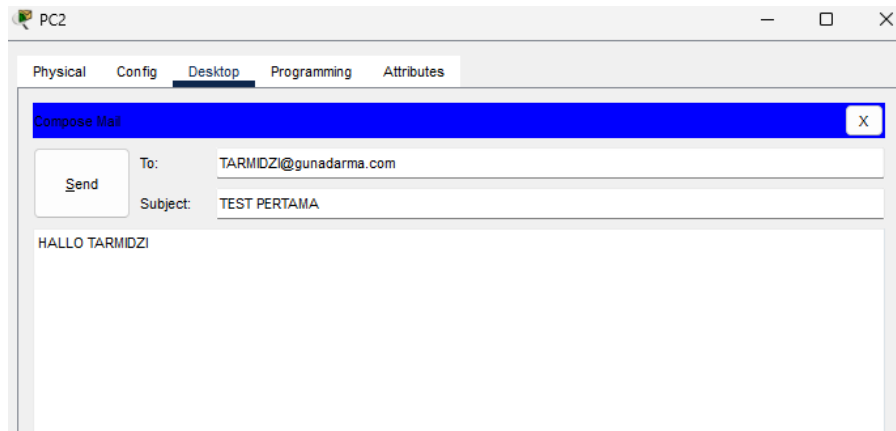 PC2
Physical Config Desktop Programming Attributes
Compose Mail
X
Send
To: TARMIDZI@gunadarma.com
Subject: TEST PERTAMA
HALLO TARMIDZI